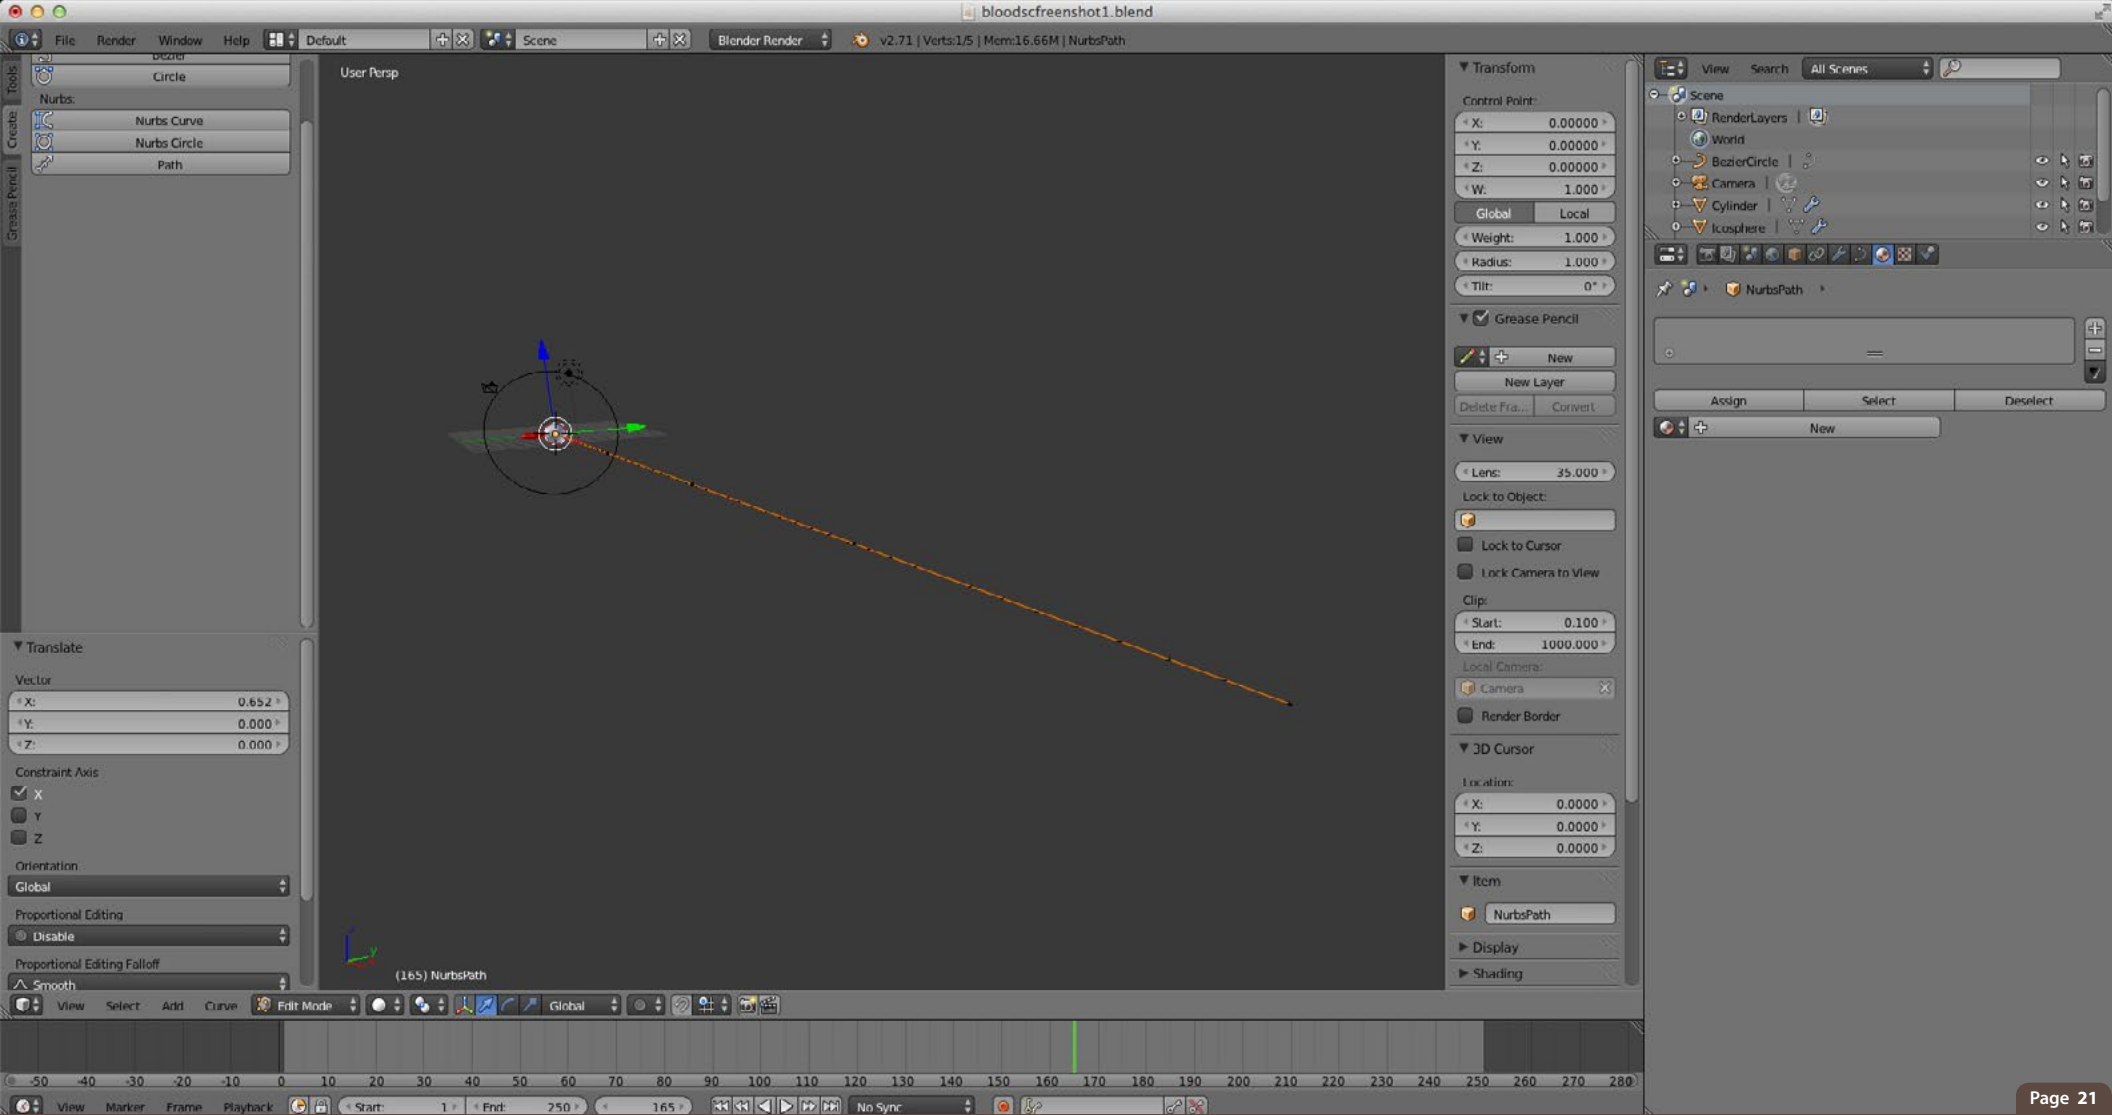 bloodscfreenshot1.blend
File Render Window Help Default Scene Blender Render v2.71 | Verts:1/5 | Mem:16.66M | NurbsPath
Tools
Create
Grease Pencil
Bezier
Circle
Nurbs:
Nurbs Curve
Nurbs Circle
Path
Translate
Vector
X: 0.652
Y: 0.000
Z: 0.000
Constraint Axis
X
Y
Z
Orientation
Global
Proportional Editing
Disable
Proportional Editing Falloff
Smooth
User Persp
(165) NurbsPath
Transform
Control Point:
X: 0.00000
Y: 0.00000
Z: 0.00000
W: 1.000
Global Local
Weight: 1.000
Radius: 1.000
Tilt: 0°
Grease Pencil
New
New Layer
Delete Fra... Convert
View
Lens: 35.000
Lock to Object:
Lock to Cursor
Lock Camera to View
Clip:
Start: 0.100
End: 1000.000
Local Camera:
Camera
Render Border
3D Cursor
Location:
X: 0.0000
Y: 0.0000
Z: 0.0000
Item
NurbsPath
Display
Shading
View Search All Scenes
Scene
RenderLayers
World
BezierCircle
Camera
Cylinder
Icosphere
NurbsPath
Assign Select Deselect
New
View Select Add Curve Edit Mode Global
-50 -40 -30 -20 -10 0 10 20 30 40 50 60 70 80 90 100 110 120 130 140 150 160 170 180 190 200 210 220 230 240 250 260 270 280
View Marker Frame Playback Start: 1 End: 250 165 No Sync
Page 21